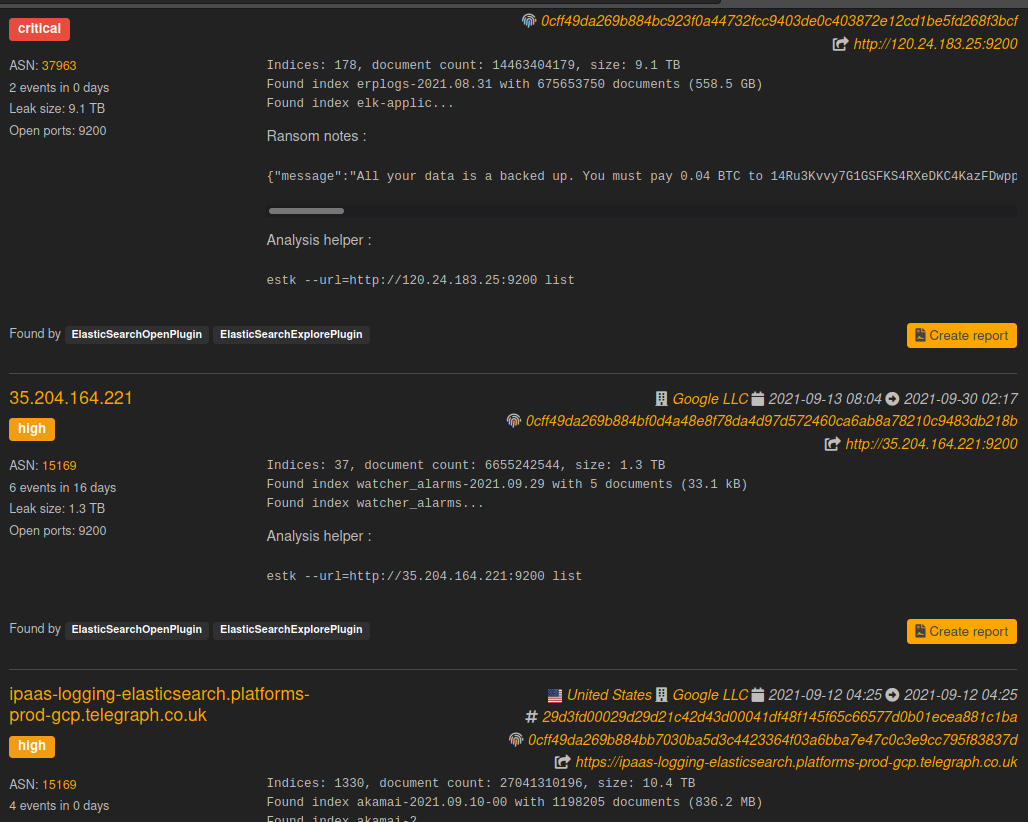 critical
0cff49da269b884bc923f0a44732fcc9403de0c403872e12cd1be5fd268f3bcf
http://120.24.183.25:9200
ASN: 37963
2 events in 0 days
Leak size: 9.1 TB
Open ports: 9200
Indices: 178, document count: 14463404179, size: 9.1 TB
Found index erplogs-2021.08.31 with 675653750 documents (558.5 GB)
Found index elk-applic...
Ransom notes :
{"message":"All your data is a backed up. You must pay 0.04 BTC to 14Ru3Kvvy7G1GSFKS4RXeDKC4KazFDwpp
Analysis helper :
estk --url=http://120.24.183.25:9200 list
Found by ElasticSearchOpenPlugin ElasticSearchExplorePlugin
Create report
35.204.164.221
high
Google LLC 2021-09-13 08:04 2021-09-30 02:17
0cff49da269b884bf0d4a48e8f78da4d97d572460ca6ab8a78210c9483db218b
http://35.204.164.221:9200
ASN: 15169
6 events in 16 days
Leak size: 1.3 TB
Open ports: 9200
Indices: 37, document count: 6655242544, size: 1.3 TB
Found index watcher_alarms-2021.09.29 with 5 documents (33.1 kB)
Found index watcher_alarms...
Analysis helper :
estk --url=http://35.204.164.221:9200 list
Found by ElasticSearchOpenPlugin ElasticSearchExplorePlugin
Create report
ipaas-logging-elasticsearch.platforms-
prod-gcp.telegraph.co.uk
high
United States Google LLC 2021-09-12 04:25 2021-09-12 04:25
# 29d3fd00029d29d21c42d43d00041df48f145f65c66577d0b01ecea881c1ba
0cff49da269b884bb7030ba5d3c4423364f03a6bba7e47c0c3e9cc795f83837d
https://ipaas-logging-elasticsearch.platforms-prod-gcp.telegraph.co.uk
ASN: 15169
4 events in 0 days
Indices: 1330, document count: 27041310196, size: 10.4 TB
Found index akamai-2021.09.10-00 with 1198205 documents (836.2 MB)
Found index akamai-2